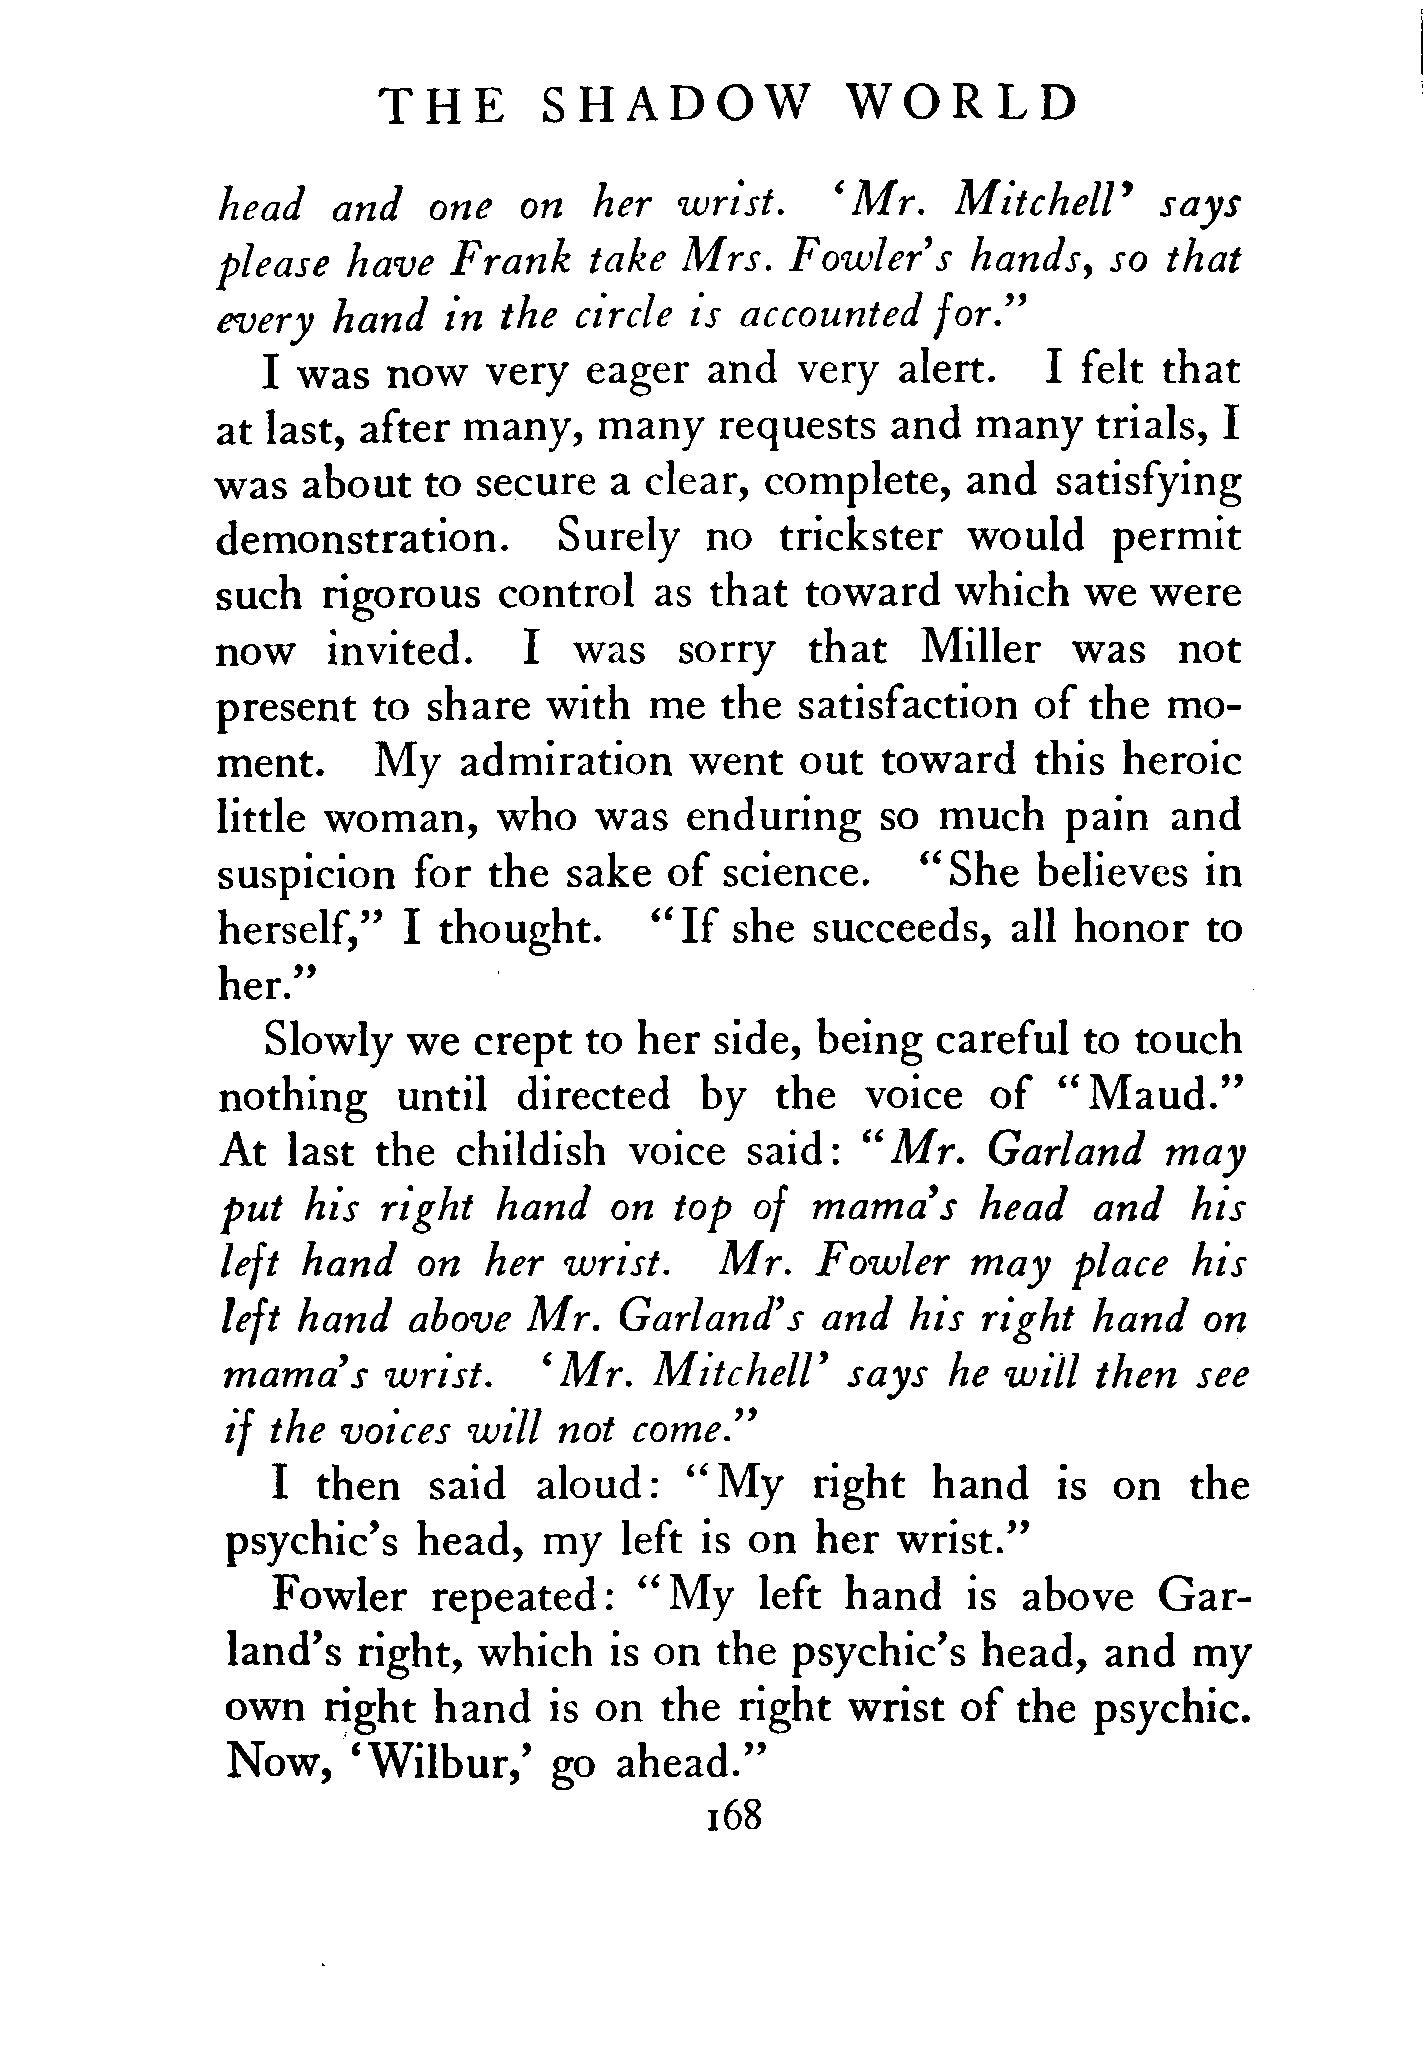 THE SHADOW WORLD
head and one on her wrist. ‘Mr. Mitchell’ says
please have Frank take Mrs. Fowler’s hands, so that
every hand in the circle is accounted for.”
I was now very eager and very alert. I felt that
at last, after many, many requests and many trials, I
was about to secure a clear, complete, and satisfying
demonstration. Surely no trickster would permit
such rigorous control as that toward which we were
now invited. I was sorry that Miller was not
present to share with me the satisfaction of the mo-
ment. My admiration went out toward this heroic
little woman, who was enduring so much pain and
suspicion for the sake of science. “She believes in
herself,” I thought. “If she succeeds, all honor to
her.”
Slowly we crept to her side, being careful to touch
nothing until directed by the voice of “Maud.”
At last the childish voice said: “Mr. Garland may
put his right hand on top of mama’s head and his
left hand on her wrist. Mr. Fowler may place his
left hand above Mr. Garland’s and his right hand on
mama’s wrist. ‘Mr. Mitchell’ says he will then see
if the voices will not come.”
I then said aloud: “My right hand is on the
psychic’s head, my left is on her wrist.”
Fowler repeated: “My left hand is above Gar-
land’s right, which is on the psychic’s head, and my
own right hand is on the right wrist of the psychic.
Now, ‘Wilbur,’ go ahead.”
168